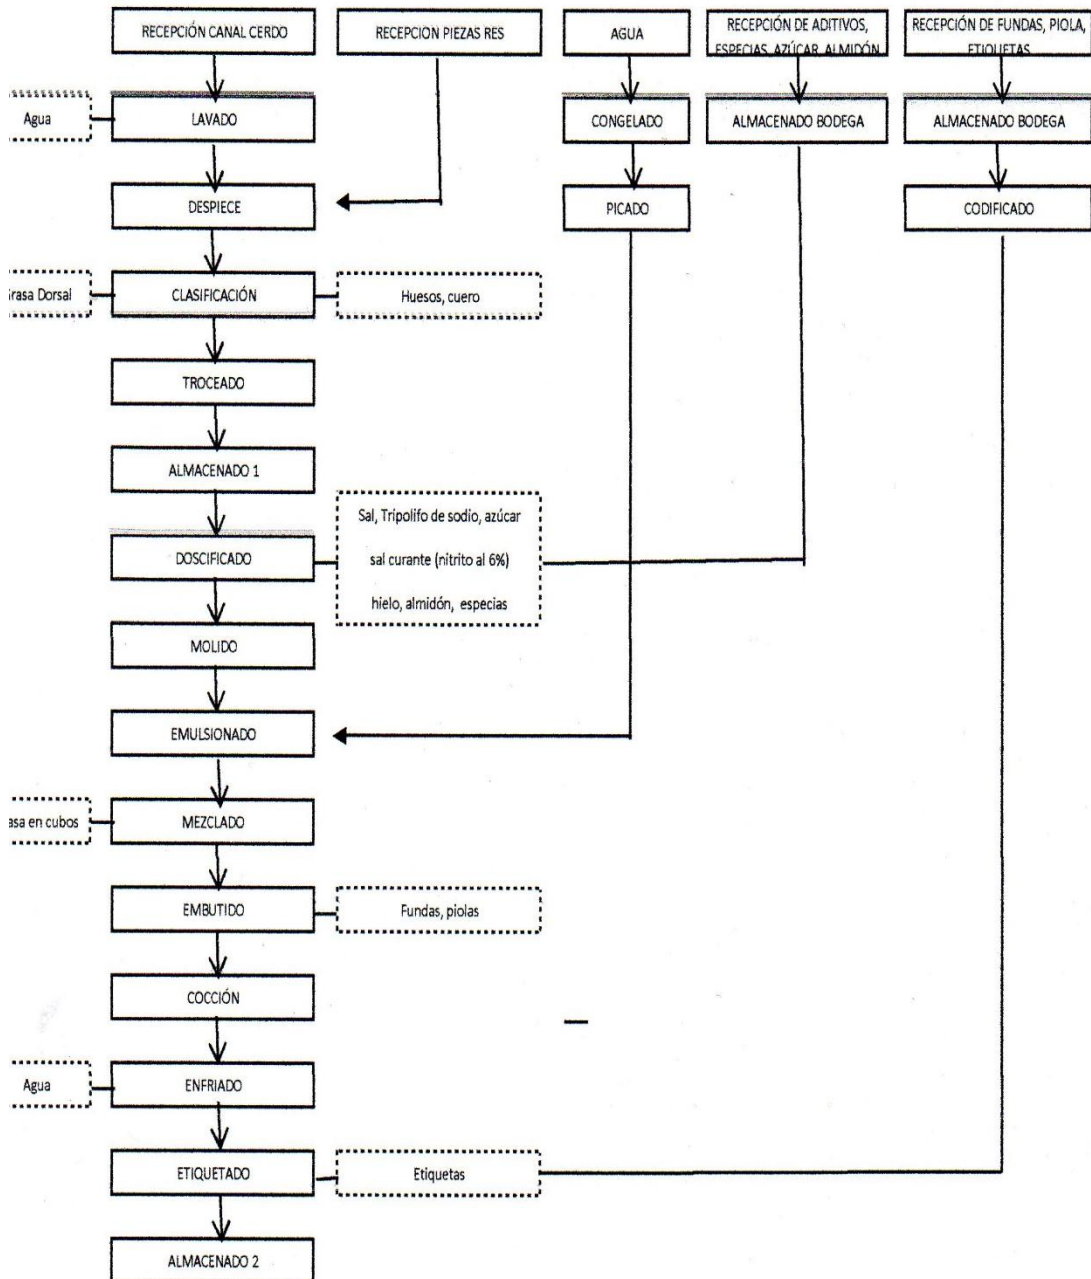 RECEPCIÓN CANAL CERDO
RECEPCION PIEZAS RES
AGUA
RECEPCIÓN DE ADITIVOS,
ESPECIAS, AZÚCAR, ALMIDÓN
RECEPCIÓN DE FUNDAS, PIOLA,
ETIQUETAS
Agua
LAVADO
CONGELADO
ALMACENADO BODEGA
ALMACENADO BODEGA
DESPIECE
PICADO
CODIFICADO
Dorsal
CLASIFICACIÓN
Huesos, cuero
TROCEADO
ALMACENADO 1
DOSCIFICADO
Sal, Tripolifo de sodio, azúcar
sal curante (nitrito al 6%)
hielo, almidón, especias
MOLIDO
EMULSIONADO
en cubos
MEZCLADO
EMBUTIDO
Fundas, piolas
COCCIÓN
Agua
ENFRIADO
ETIQUETADO
Etiquetas
ALMACENADO 2